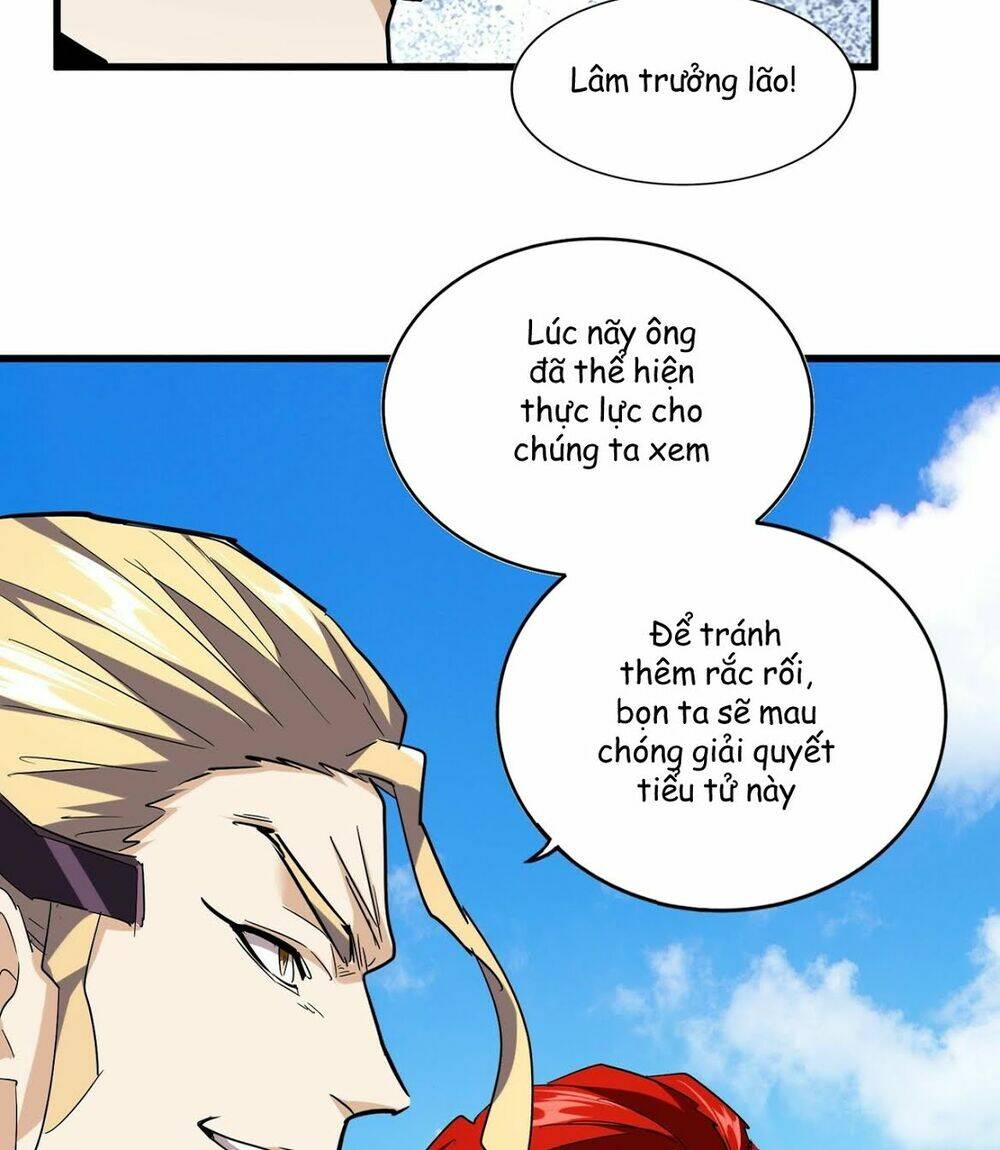 Lâm trưởng lão!
Lúc nãy ông
đã thể hiện
thực lực cho
chúng ta xem
Để tránh
thêm rắc rối,
bọn ta sẽ mau
chóng giải quyết
tiểu tử này